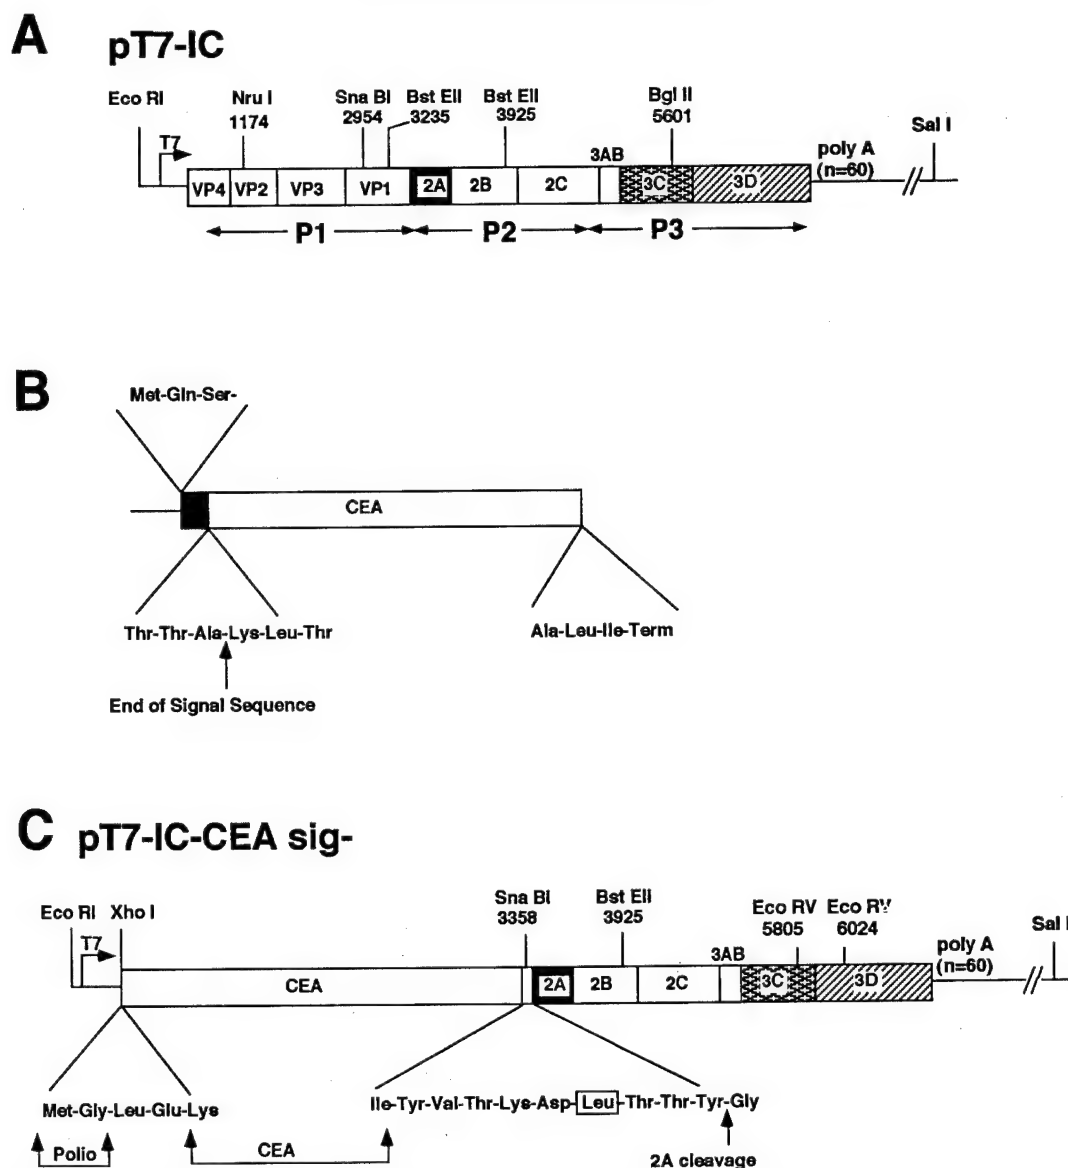 A pT7-IC
Eco RI Nru I Sna BI Bst EII Bst EII Bgl II Sal I
1174 2954 3235 3925 5601
T7 3AB poly A
(n=60)
VP4 VP2 VP3 VP1 2A 2B 2C 3C 3D
P1 P2 P3
B
Met-Gln-Ser-
CEA
Thr-Thr-Ala-Lys-Leu-Thr Ala-Leu-Ile-Term
End of Signal Sequence
C pT7-IC-CEA sig-
Eco RI Xho I Sna BI Bst EII Eco RV Eco RV Sal I
3358 3925 5805 6024
T7 3AB poly A
(n=60)
CEA 2A 2B 2C 3C 3D
Met-Gly-Leu-Glu-Lys Ile-Tyr-Val-Thr-Lys-Asp-Leu-Thr-Thr-Tyr-Gly
Polio CEA 2A cleavage